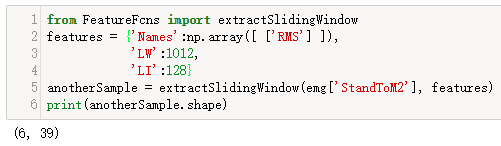 1 from FeatureFcns import extractSlidingWindow
2 features = {'Names':np.array([ ['RMS'] ]),
3 'LW':1012,
4 'LI':128}
5 anotherSample = extractSlidingWindow(emg['StandToM2'], features)
6 print(anotherSample.shape)
(6, 39)